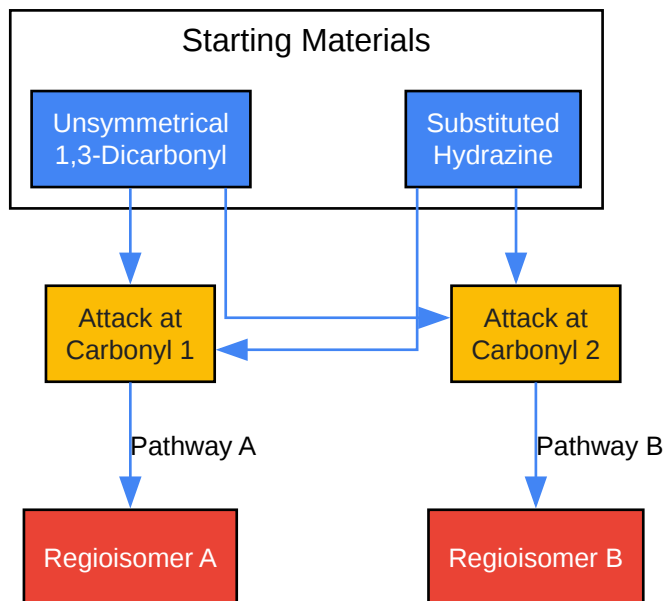 Starting Materials
Unsymmetrical
1,3-Dicarbonyl
Substituted
Hydrazine
Attack at
Carbonyl 1
Attack at
Carbonyl 2
Pathway A
Pathway B
Regioisomer A
Regioisomer B